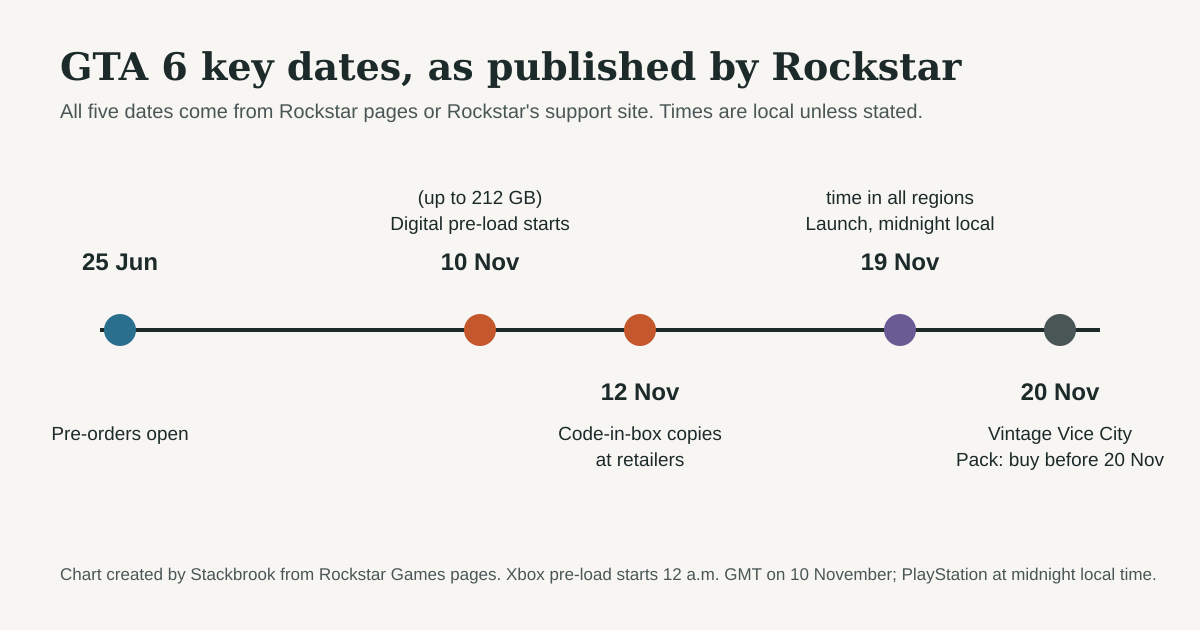 GTA 6 key dates, as published by Rockstar
All five dates come from Rockstar pages or Rockstar's support site. Times are local unless stated.
25 Jun
Pre-orders open
(up to 212 GB)
Digital pre-load starts
10 Nov
12 Nov
Code-in-box copies
at retailers
time in all regions
Launch, midnight local
19 Nov
20 Nov
Vintage Vice City
Pack: buy before 20 Nov
Chart created by Stackbrook from Rockstar Games pages. Xbox pre-load starts 12 a.m. GMT on 10 November; PlayStation at midnight local time.